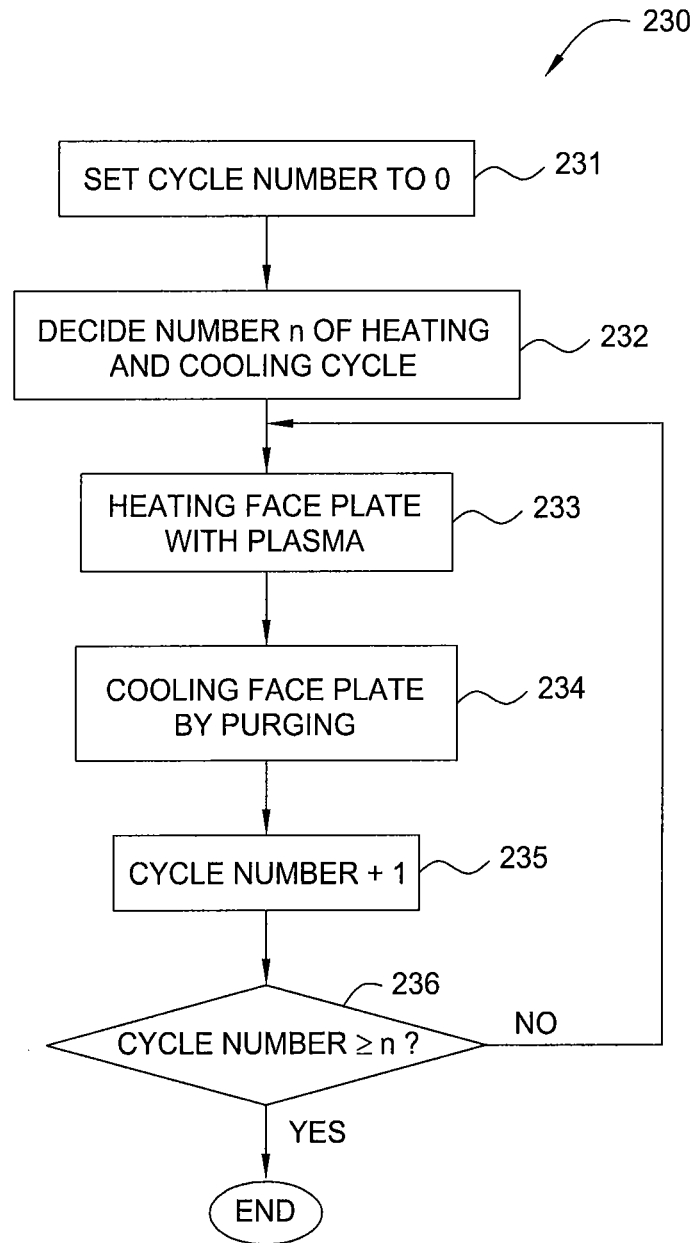 230
SET CYCLE NUMBER TO 0
231
DECIDE NUMBER n OF HEATING
AND COOLING CYCLE
232
HEATING FACE PLATE
WITH PLASMA
233
COOLING FACE PLATE
BY PURGING
234
CYCLE NUMBER + 1
235
236
CYCLE NUMBER ≥ n ?
NO
YES
END